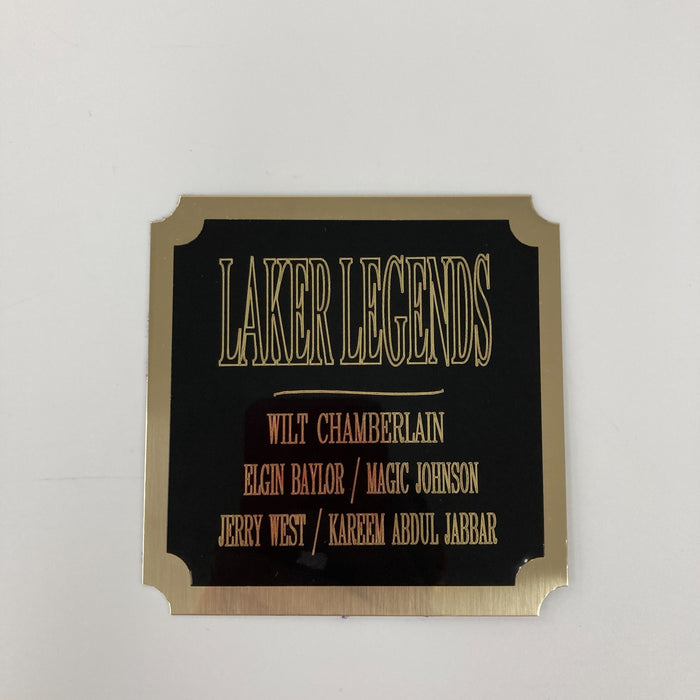 LAKER LEGENDS
WILT CHAMBERLAIN
ELGIN BAYLOR / MAGIC JOHNSON
JERRY WEST / KAREEM ABDUL JABBAR